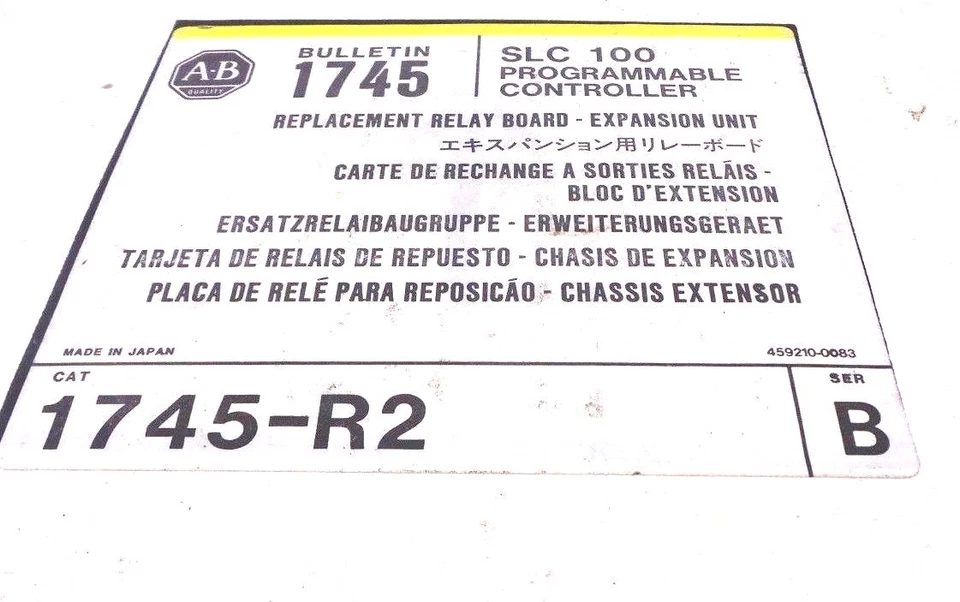 A-B
QUALITY
BULLETIN
1745
SLC 100
PROGRAMMABLE
CONTROLLER
REPLACEMENT RELAY BOARD - EXPANSION UNIT
エキスパンション用リレーボード
CARTE DE RECHANGE A SORTIES RELÁIS -
BLOC D'EXTENSION
ERSATZRELAIBAUGRUPPE - ERWEITERUNGSGERAET
TARJETA DE RELAIS DE REPUESTO - CHASIS DE EXPANSION
PLACA DE RELÉ PARA REPOSICÃO - CHASSIS EXTENSOR
MADE IN JAPAN
459210-0083
CAT
1745-R2
SER
B